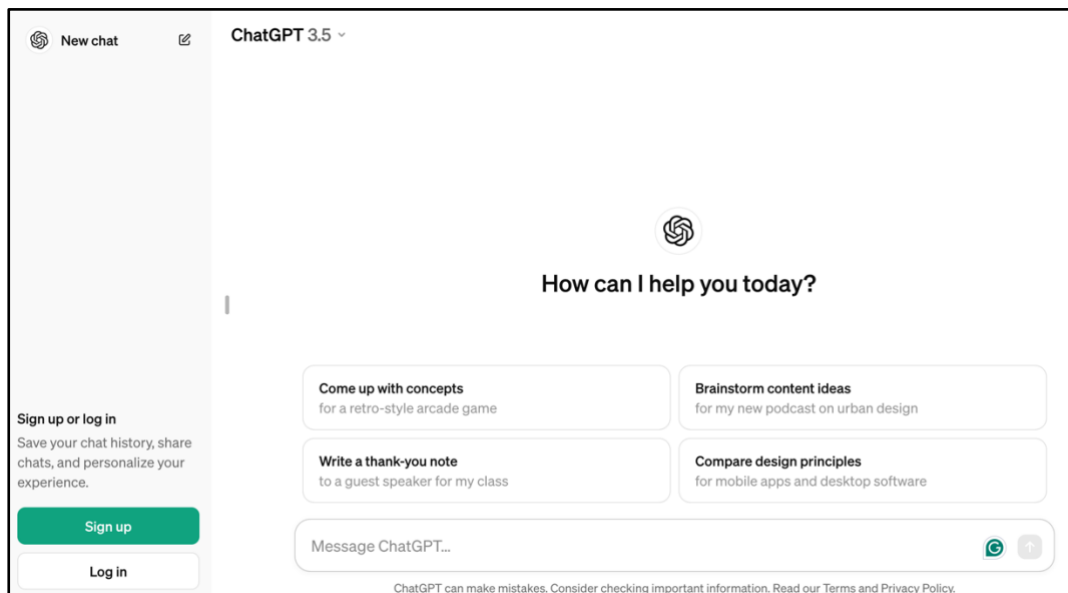 New chat
ChatGPT 3.5
How can I help you today?
Come up with concepts
for a retro-style arcade game
Brainstorm content ideas
for my new podcast on urban design
Write a thank-you note
to a guest speaker for my class
Compare design principles
for mobile apps and desktop software
Sign up or log in
Save your chat history, share
chats, and personalize your
experience.
Sign up
Log in
Message ChatGPT...
ChatGPT can make mistakes. Consider checking important information. Read our Terms and Privacy Policy.